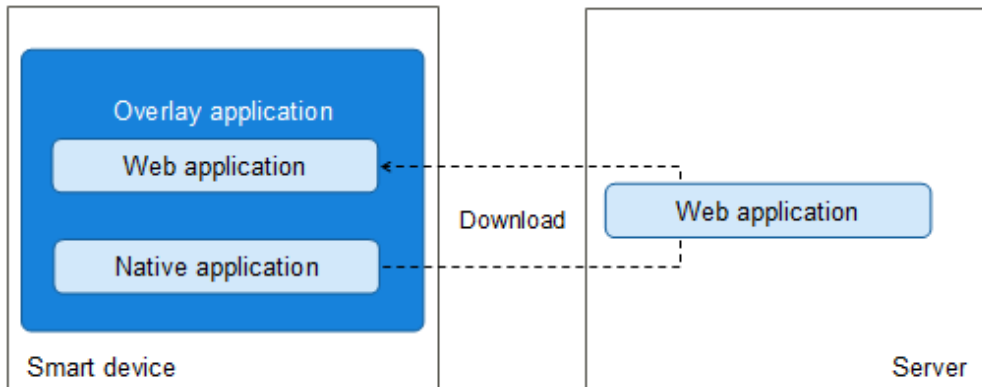 Overlay application
Web application
Download
Web application
Native application
Smart device
Server